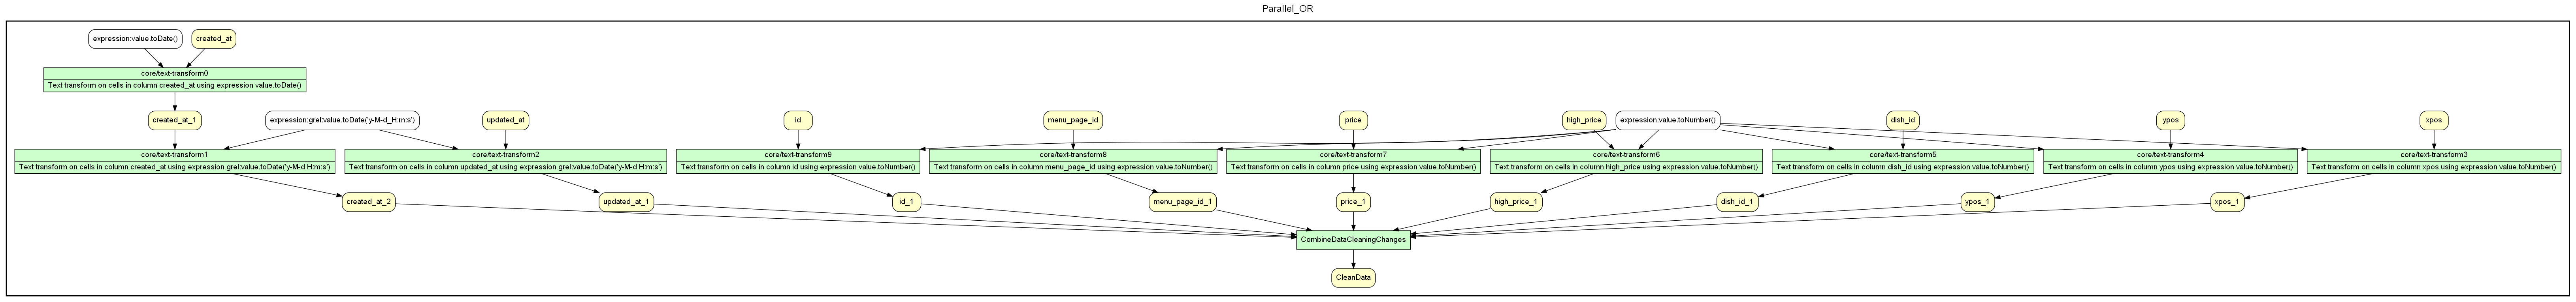 Parallel_OR
expression:value.toDate()
created_at
core/text-transform0
Text transform on cells in column created_at using expression value.toDate()
created_at_1
expression:grel:value.toDate('y-M-d_H:m:s')
updated_at
id
menu_page_id
price
high_price
expression:value.toNumber()
dish_id
ypos
xpos
core/text-transform1
Text transform on cells in column created_at using expression grel:value.toDate('y-M-d H:m:s')
core/text-transform2
Text transform on cells in column updated_at using expression grel:value.toDate('y-M-d H:m:s')
core/text-transform9
Text transform on cells in column id using expression value.toNumber()
core/text-transform8
Text transform on cells in column menu_page_id using expression value.toNumber()
core/text-transform7
Text transform on cells in column price using expression value.toNumber()
core/text-transform6
Text transform on cells in column high_price using expression value.toNumber()
core/text-transform5
Text transform on cells in column dish_id using expression value.toNumber()
core/text-transform4
Text transform on cells in column ypos using expression value.toNumber()
core/text-transform3
Text transform on cells in column xpos using expression value.toNumber()
created_at_2
updated_at_1
id_1
menu_page_id_1
price_1
high_price_1
dish_id_1
ypos_1
xpos_1
CombineDataCleaningChanges
CleanData